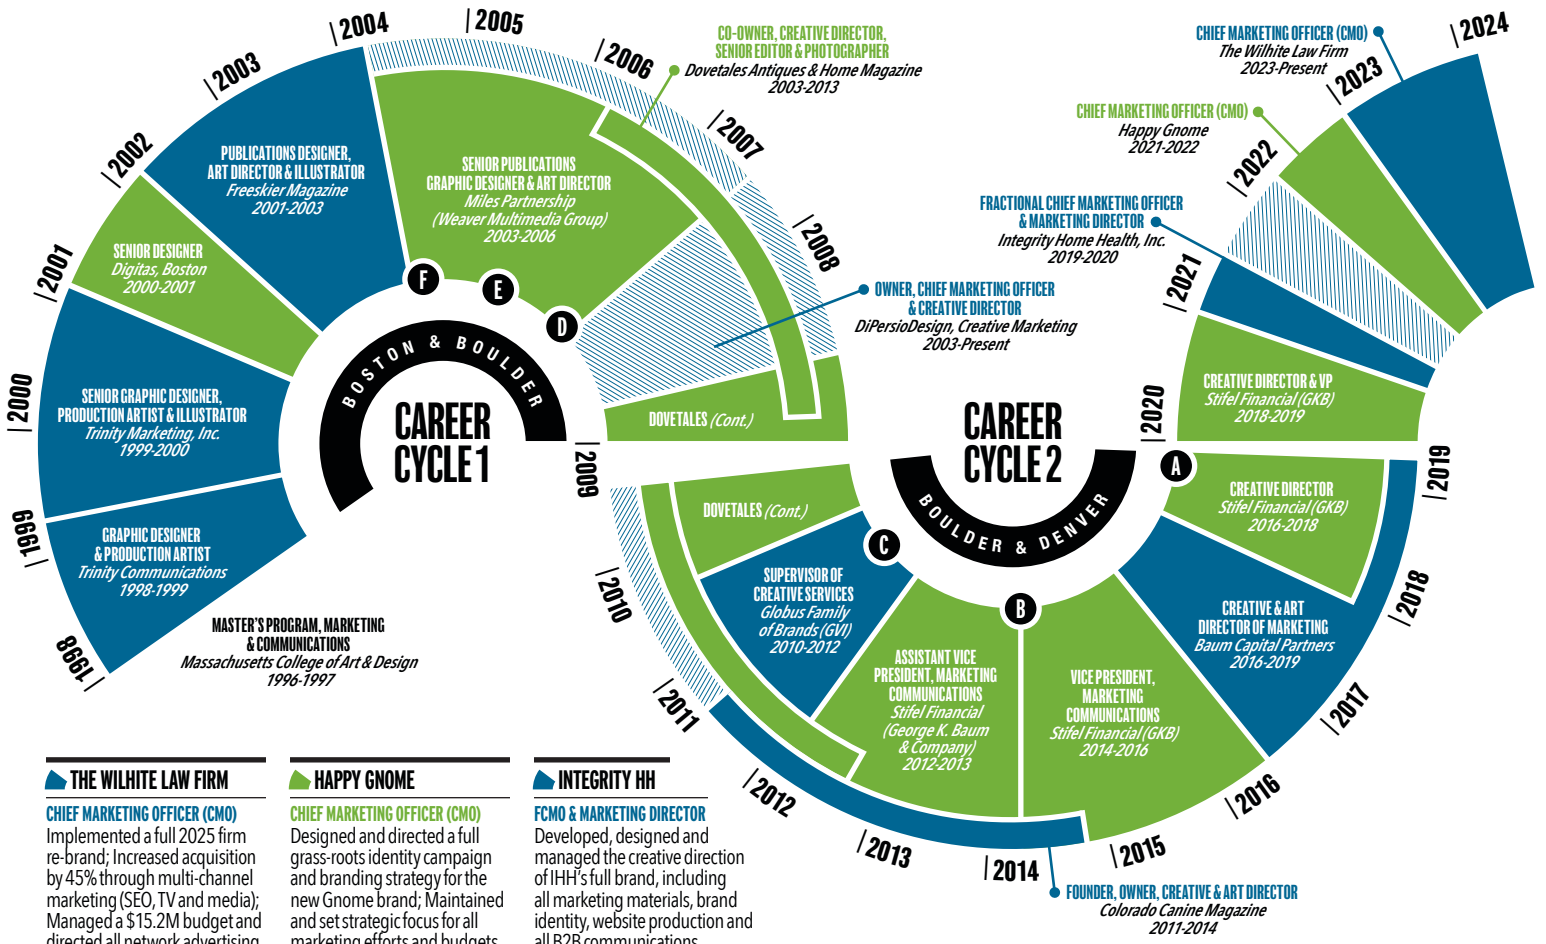 1998
1999
2000
2001
2002
2003
2004
2005
2006
2007
2008
2009
MASTER'S PROGRAM, MARKETING
& COMMUNICATIONS
Massachusetts College of Art & Design
1996-1997
GRAPHIC DESIGNER
& PRODUCTION ARTIST
Trinity Communications
1998-1999
SENIOR GRAPHIC DESIGNER,
PRODUCTION ARTIST & ILLUSTRATOR
Trinity Marketing, Inc.
1999-2000
SENIOR DESIGNER
Digitas, Boston
2000-2001
PUBLICATIONS DESIGNER,
ART DIRECTOR & ILLUSTRATOR
Freeskier Magazine
2001-2003
SENIOR PUBLICATIONS
GRAPHIC DESIGNER & ART DIRECTOR
Miles Partnership
(Weaver Multimedia Group)
2003-2006
CO-OWNER, CREATIVE DIRECTOR,
SENIOR EDITOR & PHOTOGRAPHER
Dovetales Antiques & Home Magazine
2003-2013
OWNER, CHIEF MARKETING OFFICER
& CREATIVE DIRECTOR
DiPersioDesign, Creative Marketing
2003-Present
DOVETALES (Cont.)
F
E
D
BOSTON & BOULDER
CAREER
CYCLE 1
CAREER
CYCLE 2
BOULDER & DENVER
C
B
A
2010
2011
2012
2013
2014
2015
2016
2017
2018
2019
2020
2021
2022
2023
2024
DOVETALES (Cont.)
SUPERVISOR OF
CREATIVE SERVICES
Globus Family
of Brands (GVI)
2010-2012
ASSISTANT VICE
PRESIDENT, MARKETING
COMMUNICATIONS
Stifel Financial
(George K. Baum
& Company)
2012-2013
VICE PRESIDENT,
MARKETING
COMMUNICATIONS
Stifel Financial (GKB)
2014-2016
FOUNDER, OWNER, CREATIVE & ART DIRECTOR
Colorado Canine Magazine
2011-2014
CREATIVE & ART
DIRECTOR OF MARKETING
Baum Capital Partners
2016-2019
CREATIVE DIRECTOR
Stifel Financial (GKB)
2016-2018
CREATIVE DIRECTOR & VP
Stifel Financial (GKB)
2018-2019
FRACTIONAL CHIEF MARKETING OFFICER
& MARKETING DIRECTOR
Integrity Home Health, Inc.
2019-2020
CHIEF MARKETING OFFICER (CMO)
Happy Gnome
2021-2022
CHIEF MARKETING OFFICER (CMO)
The Wilhite Law Firm
2023-Present
THE WILHITE LAW FIRM
CHIEF MARKETING OFFICER (CMO)
Implemented a full 2025 firm
re-brand; Increased acquisition
by 45% through multi-channel
marketing (SEO, TV and media);
Managed a $15.2M budget and
directed all network advertising
HAPPY GNOME
CHIEF MARKETING OFFICER (CMO)
Designed and directed a full
grass-roots identity campaign
and branding strategy for the
new Gnome brand; Maintained
and set strategic focus for all
marketing efforts and budgets
INTEGRITY HH
FCMO & MARKETING DIRECTOR
Developed, designed and
managed the creative direction
of IHH's full brand, including
all marketing materials, brand
identity, website production and
all B2B communications